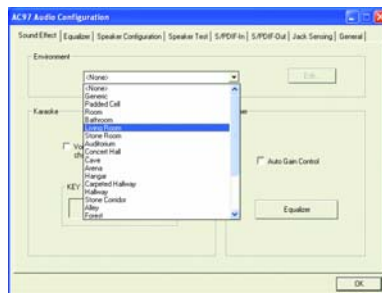 AC97 Audio Configuration
Sound Effect | Equalizer | Speaker Configuration | Speaker Test | S/PDIF-In | S/PDIF-Out | Jack Sensing | General
Environment
<None>
Edit
<None>
Generic
Padded Cell
Room
Bathroom
Living Room
Stone Room
Auditorium
Concert Hall
Cave
Arena
Hangar
Carpeted Hallway
Hallway
Stone Corridor
Alley
Forest
Karaoke
Auto Gain Control
KEY
Equalizer
OK